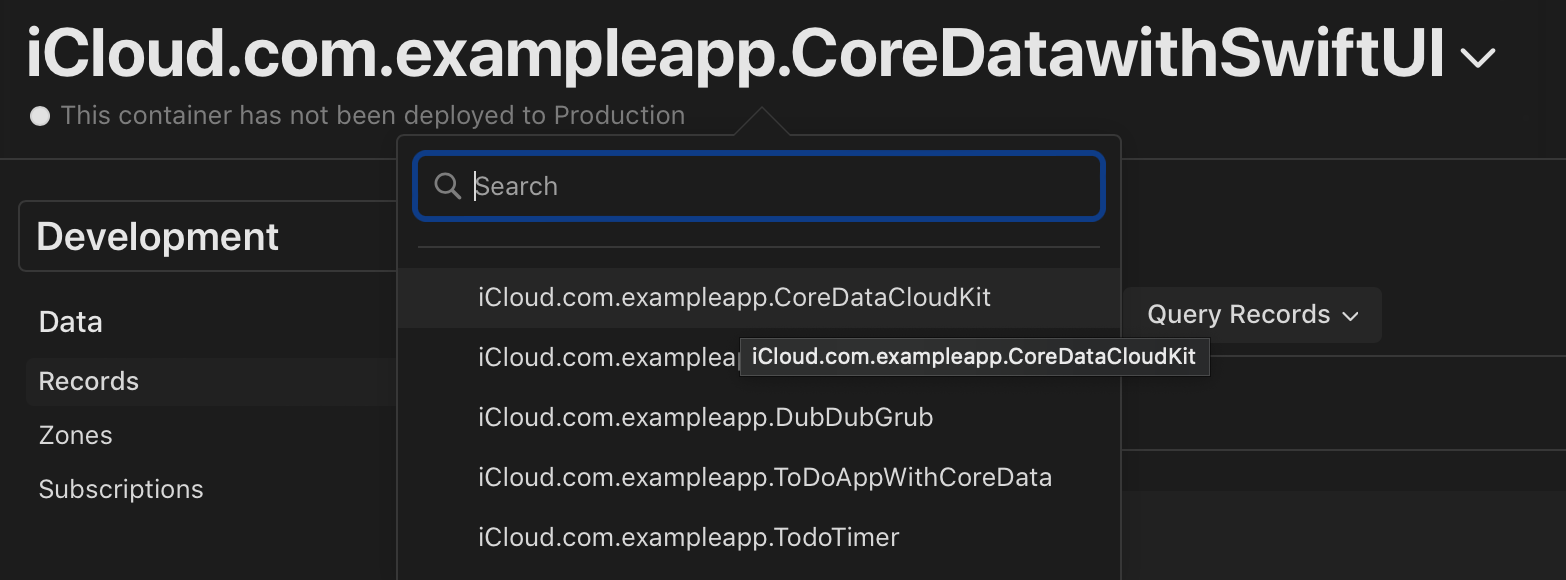 iCloud.com.exampleapp.CoreDatawithSwiftUI
This container has not been deployed to Production
Search
Development
iCloud.com.exampleapp.CoreDataCloudKit
Data
Query Records
iCloud.com.examplea
iCloud.com.exampleapp.CoreDataCloudKit
Records
iCloud.com.exampleapp.DubDubGrub
Zones
iCloud.com.exampleapp.ToDoAppWithCoreData
Subscriptions
iCloud.com.exampleapp.TodoTimer